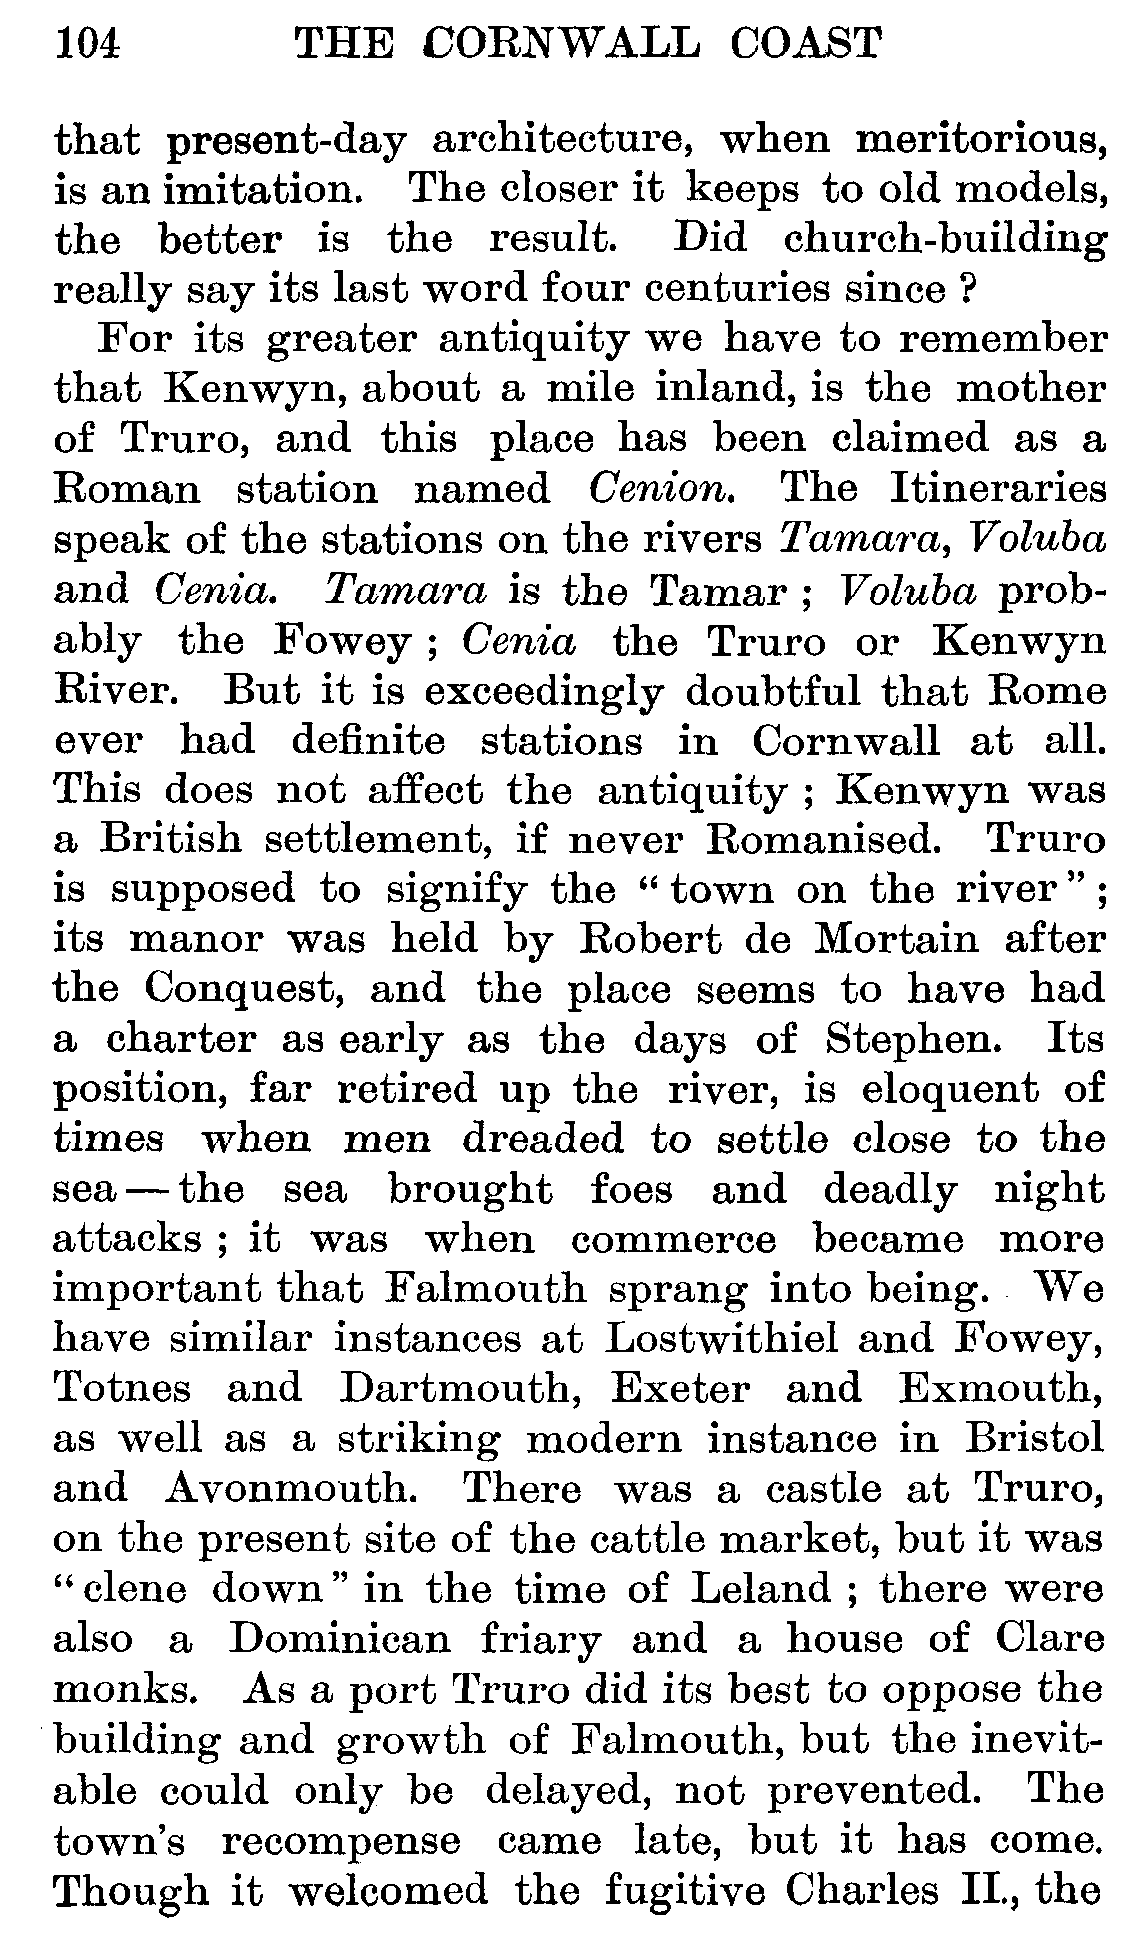 104 THE CORNWALL COAST
that present-day architecture, when meritorious,
is an imitation. The closer it keeps to old models,
the better is the result. Did church-building
really say its last word four centuries since ?
For its greater antiquity we have to remember
that Kenwyn, about a mile inland, is the mother
of Truro, and this place has been claimed as a
Roman station named Cenion. The Itineraries
speak of the stations on the rivers Tamara, Voluba
and Cenia. Tamara is the Tamar ; Voluba prob-
ably the Fowey ; Cenia the Truro or Kenwyn
River. But it is exceedingly doubtful that Rome
ever had definite stations in Cornwall at all.
This does not affect the antiquity ; Kenwyn was
a British settlement, if never Romanised. Truro
is supposed to signify the “ town on the river ” ;
its manor was held by Robert de Mortain after
the Conquest, and the place seems to have had
a charter as early as the days of Stephen. Its
position, far retired up the river, is eloquent of
times when men dreaded to settle close to the
sea — the sea brought foes and deadly night
attacks ; it was when commerce became more
important that Falmouth sprang into being. We
have similar instances at Lostwithiel and Fowey,
Totnes and Dartmouth, Exeter and Exmouth,
as well as a striking modern instance in Bristol
and Avonmouth. There was a castle at Truro,
on the present site of the cattle market, but it was
“ clene down ” in the time of Leland ; there were
also a Dominican friary and a house of Clare
monks. As a port Truro did its best to oppose the
building and growth of Falmouth, but the inevit-
able could only be delayed, not prevented. The
town's recompense came late, but it has come.
Though it welcomed the fugitive Charles II., the